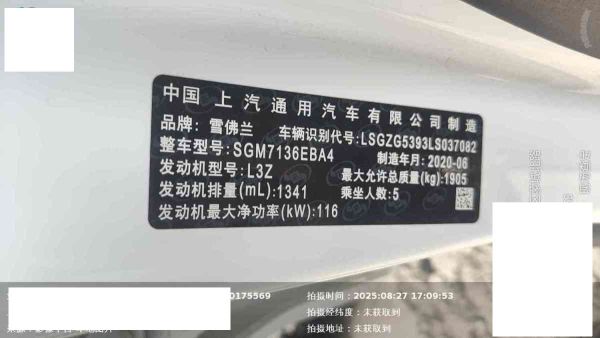 中国上汽通用汽车有限公司制造
品牌: 雪佛兰 车辆识别代号:LSGZG5393LS037082
整车型号:SGM7136EBA4 制造年月:2020-06
发动机型号:L3Z 最大允许总质量(kg):1905
发动机排量(mL):1341 乘坐人数:5
发动机最大净功率(kW):116
0175569 拍摄时间:2025:08:27 17:09:53
拍摄经纬度:未获取到
拍摄地址:未获取到